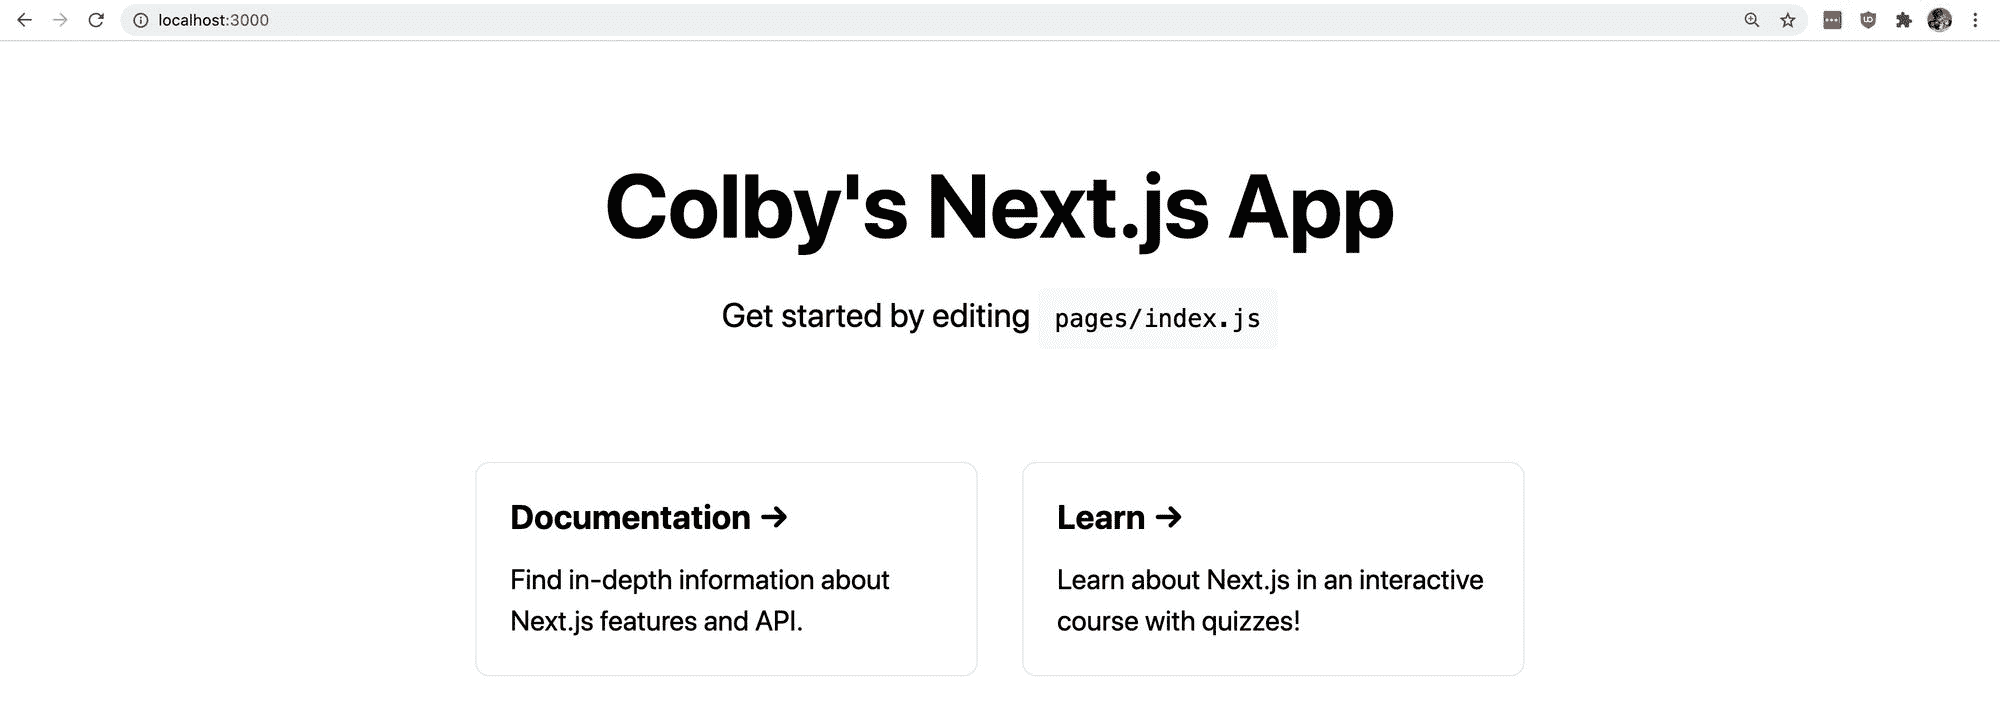 localhost:3000
Colby's Next.js App
Get started by editing pages/index.js
Documentation →
Find in-depth information about
Next.js features and API.
Learn →
Learn about Next.js in an interactive
course with quizzes!